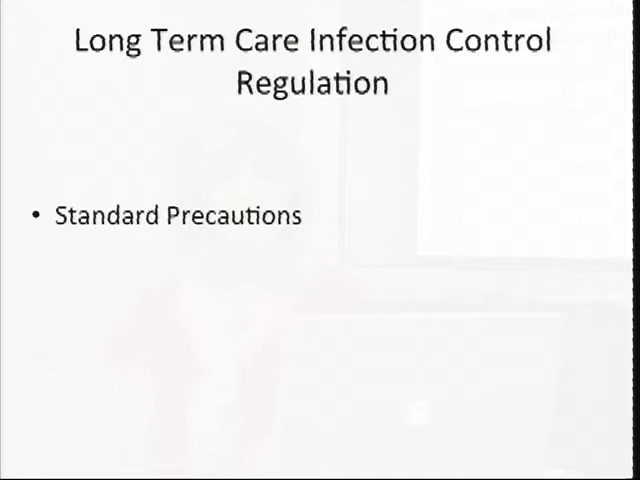 Long Term Care Infection Control
Regulation
• Standard Precautions